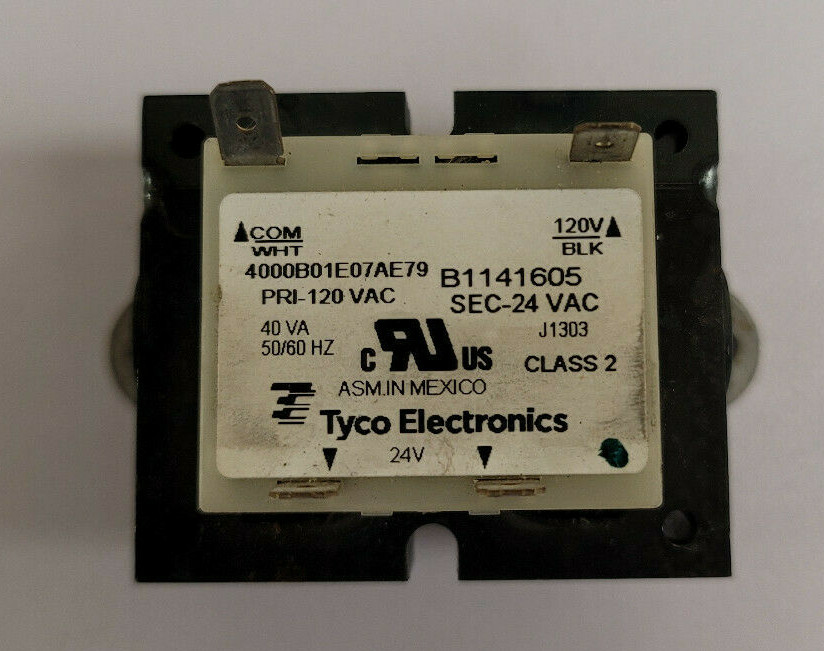 COM
WHT
120V
BLK
4000B01E07AE79
B1141605
PRI-120 VAC
SEC-24 VAC
40 VA
50/60 HZ
J1303
c RU US
CLASS 2
ASM.IN MEXICO
Tyco Electronics
24V